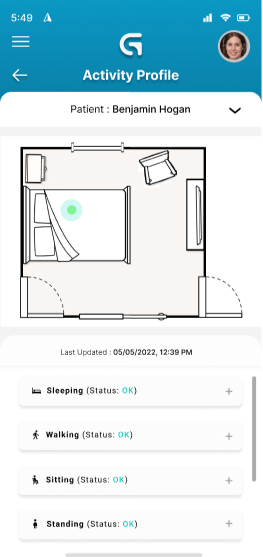 5:49
Activity Profile
Patient : Benjamin Hogan
Last Updated : 05/05/2022, 12:39 PM
Sleeping (Status: OK) +
Walking (Status: OK) +
Sitting (Status: OK) +
Standing (Status: OK) +